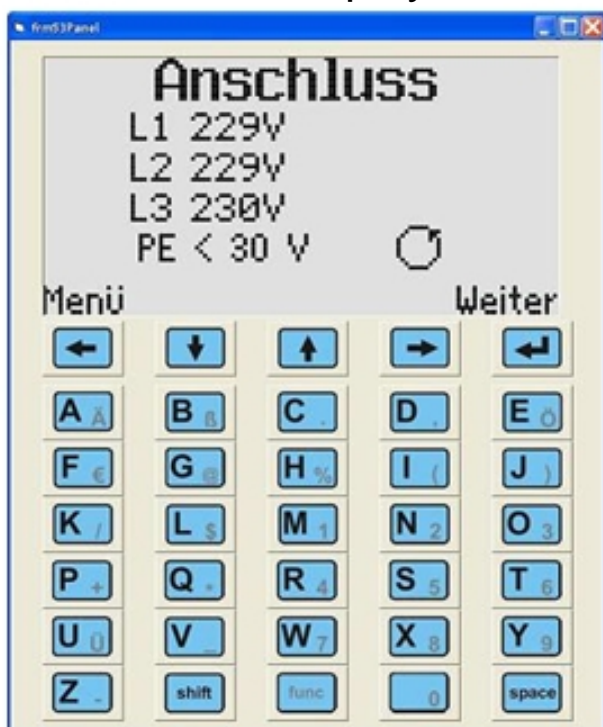 frmS3Panel
Anschluss
L1 229V
L2 229V
L3 230V
PE < 30 V
Menü Weiter
A Ä B ß C . D , E Ö
F € G @ H % I ( J )
K / L $ M 1 N 2 O 3
P + Q * R 4 S 5 T 6
U Ü V _ W 7 X 8 Y 9
Z - shift func 0 space